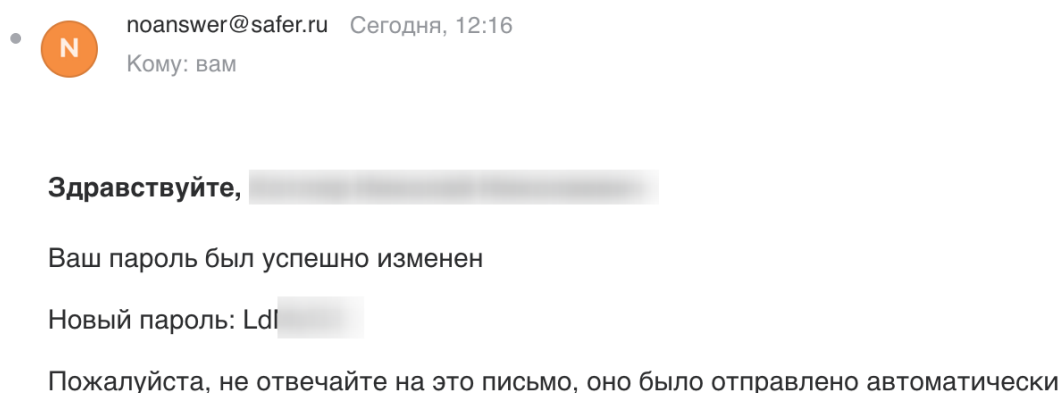 noanswer@safer.ru Сегодня, 12:16
N
Кому: вам
Здравствуйте,
Ваш пароль был успешно изменен
Новый пароль:
Пожалуйста, не отвечайте на это письмо, оно было отправлено автоматически